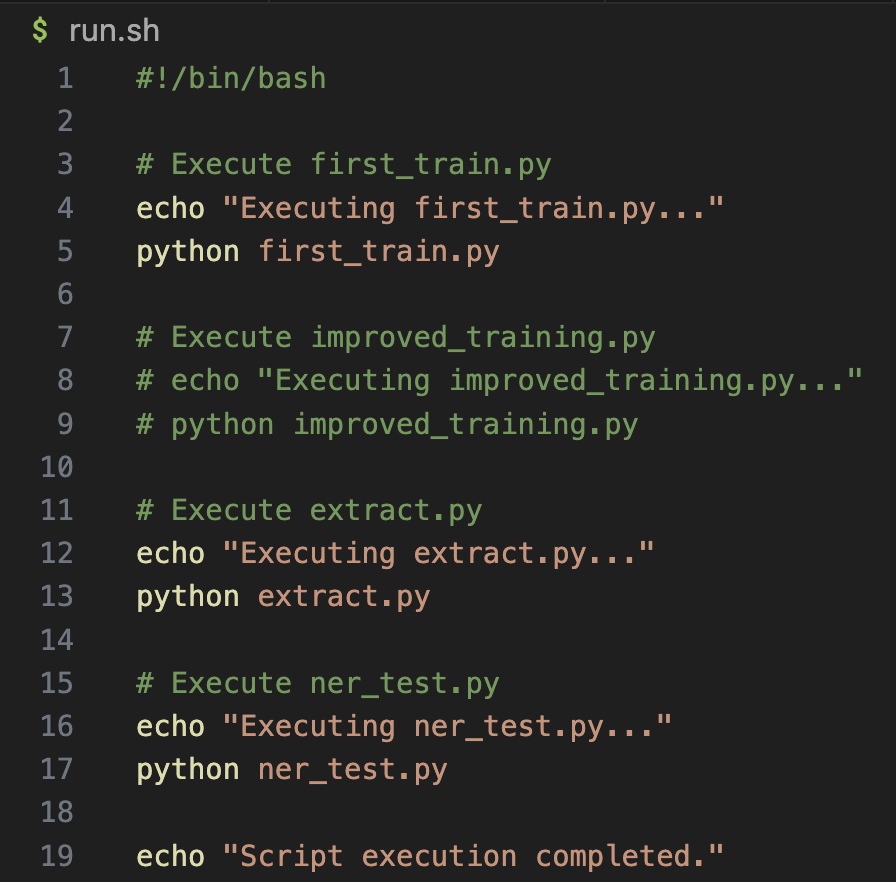 $ run.sh
1 #!/bin/bash
2
3 # Execute first_train.py
4 echo "Executing first_train.py..."
5 python first_train.py
6
7 # Execute improved_training.py
8 # echo "Executing improved_training.py..."
9 # python improved_training.py
10
11 # Execute extract.py
12 echo "Executing extract.py..."
13 python extract.py
14
15 # Execute ner_test.py
16 echo "Executing ner_test.py..."
17 python ner_test.py
18
19 echo "Script execution completed."